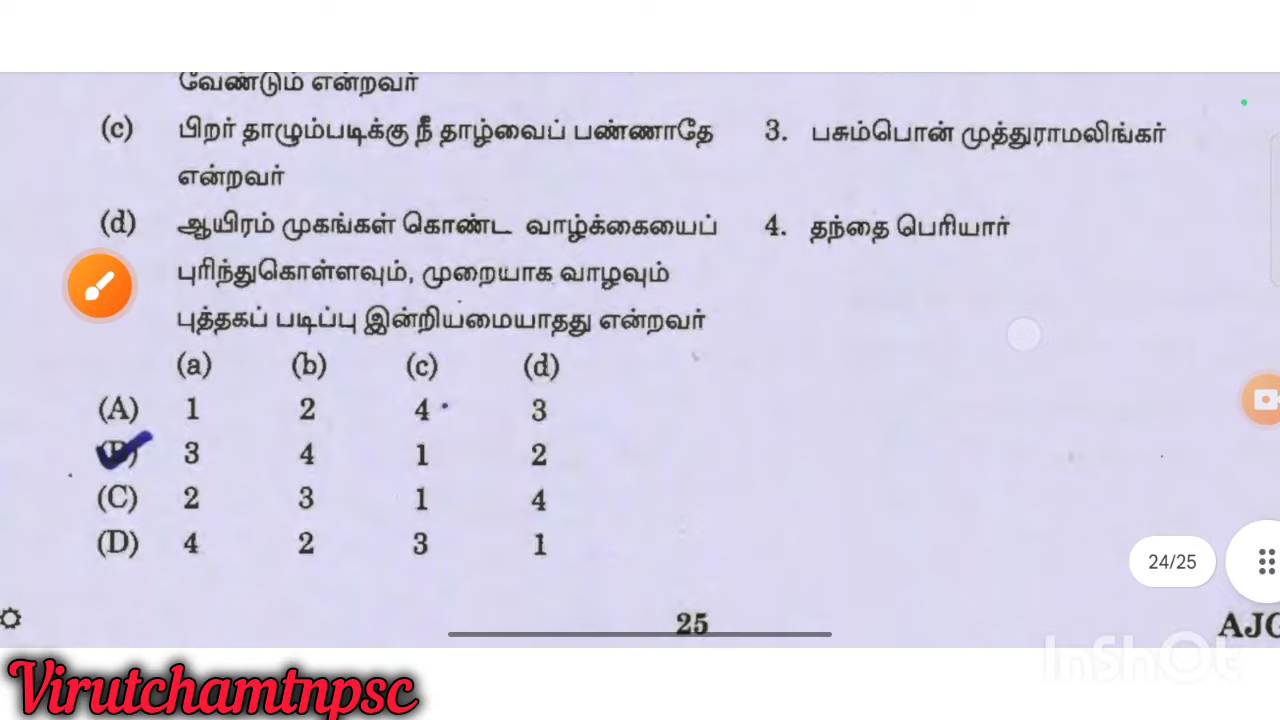 வேண்டும் என்றவர்
(c) பிறர் தாழும்படிக்கு நீ தாழ்வைப் பண்ணாதே 3. பசும்பொன் முத்துராமலிங்கர்
என்றவர்
(d) ஆயிரம் முகங்கள் கொண்ட வாழ்க்கையைப் 4. தந்தை பெரியார்
புரிந்துகொள்ளவும், முறையாக வாழவும்
புத்தகப் படிப்பு இன்றியமையாதது என்றவர்
(a) (b) (c) (d)
(A) 1 2 4 3
(B) 3 4 1 2
(C) 2 3 1 4
(D) 4 2 3 1
24/25
25 AJG
InShOt
Virutchamtnpsc